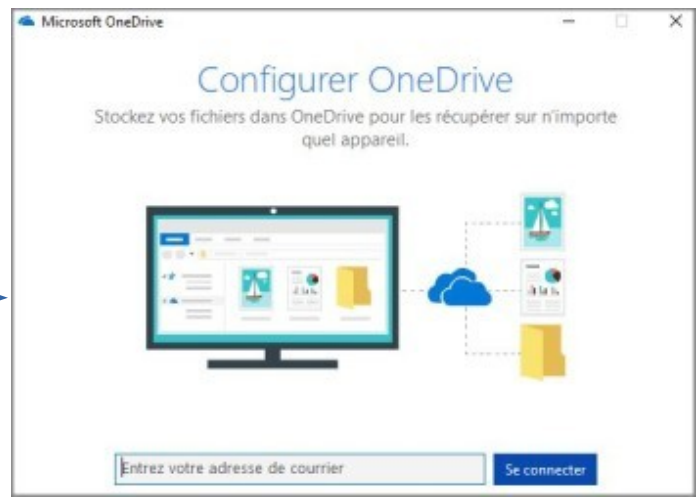 Microsoft OneDrive
Configurer OneDrive
Stockez vos fichiers dans OneDrive pour les récupérer sur n'importe
quel appareil.
Entrez votre adresse de courrier
Se connecter